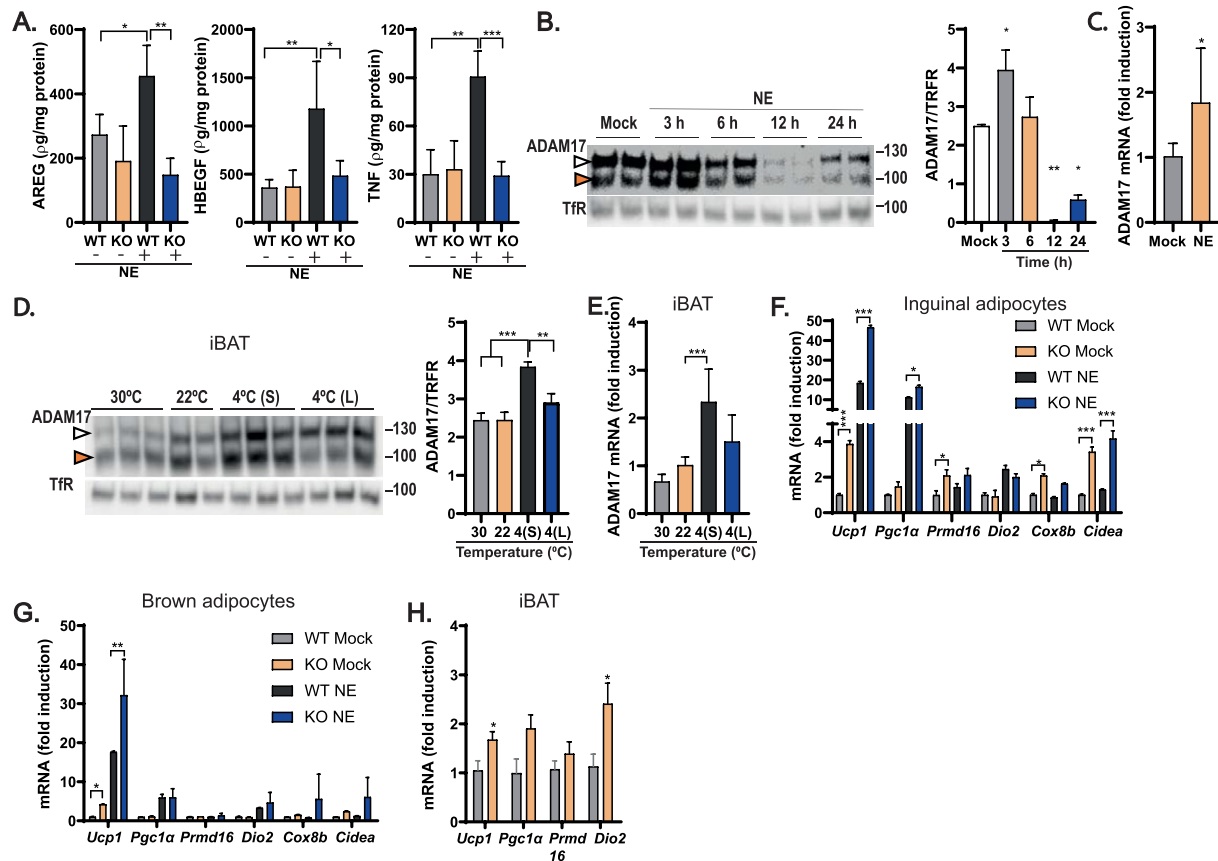 A.
AREG (ρg/mg protein)
600
400
200
0
* **
WT KO WT KO
- - + +
NE
HBEGF (ρg/mg protein)
2000
1500
1000
500
0
** *
WT KO WT KO
- - + +
NE
TNF (ρg/mg protein)
120
90
60
30
0
** ***
WT KO WT KO
- - + +
NE
B.
NE
Mock 3 h 6 h 12 h 24 h
ADAM17
–130
–100
TfR –100
ADAM17/TRFR
5
4
3
2
1
0
*
** *
Mock 3 6 12 24
Time (h)
C.
ADAM17 mRNA (fold induction)
3
2
1
0
*
Mock NE
D.
iBAT
30ºC 22ºC 4ºC (S) 4ºC (L)
ADAM17
–130
–100
TfR –100
ADAM17/TRFR
5
4
3
2
1
0
*** **
30 22 4(S) 4(L)
Temperature (ºC)
E.
iBAT
ADAM17 mRNA (fold induction)
4
3
2
1
0
***
30 22 4(S) 4(L)
Temperature (ºC)
F.
Inguinal adipocytes
mRNA (fold induction)
50
40
30
20
10
4
2
0
WT Mock
KO Mock
WT NE
KO NE
***
*
***
*
*
***
***
Ucp1 Pgc1α Prmd16 Dio2 Cox8b Cidea
G.
Brown adipocytes
mRNA (fold induction)
50
40
30
20
10
0
WT Mock
KO Mock
WT NE
KO NE
**
*
Ucp1 Pgc1α Prmd16 Dio2 Cox8b Cidea
H.
iBAT
mRNA (fold induction)
4
3
2
1
0
*
*
Ucp1 Pgc1α Prmd Dio2
16